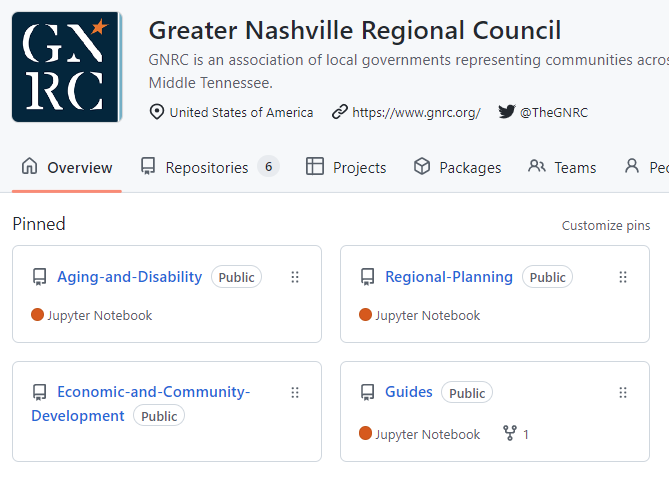 GN
RC
Greater Nashville Regional Council
GNRC is an association of local governments representing communities acros
Middle Tennessee.
United States of America https://www.gnrc.org/ @TheGNRC
Overview Repositories 6 Projects Packages Teams Peo
Pinned Customize pins
Aging-and-Disability Public
Jupyter Notebook
Regional-Planning Public
Jupyter Notebook
Economic-and-Community-
Development Public
Guides Public
Jupyter Notebook 1